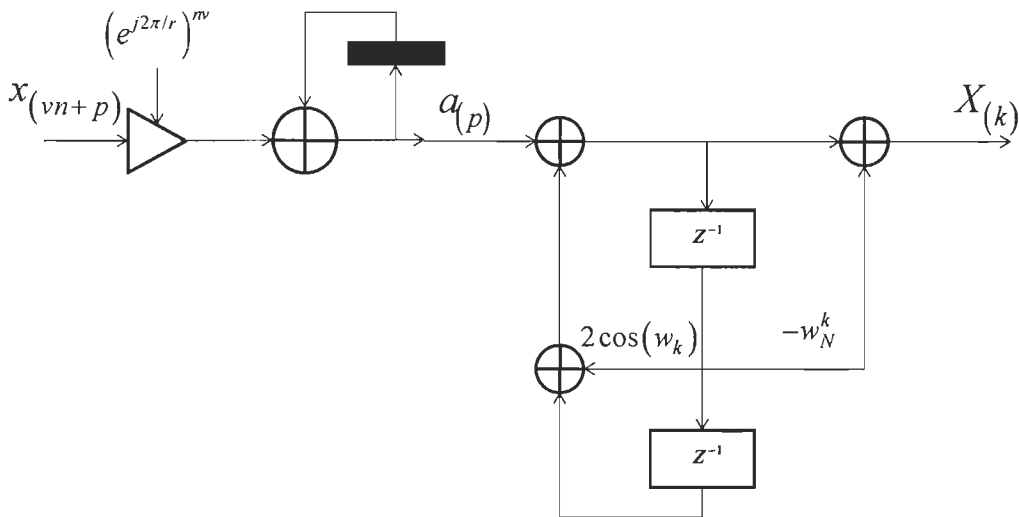 (e^{j2π/r})^{nv}
x_{(vn+p)}
a_{(p)}
X_{(k)}
z^{-1}
2cos(w_k)
-w_N^k
z^{-1}